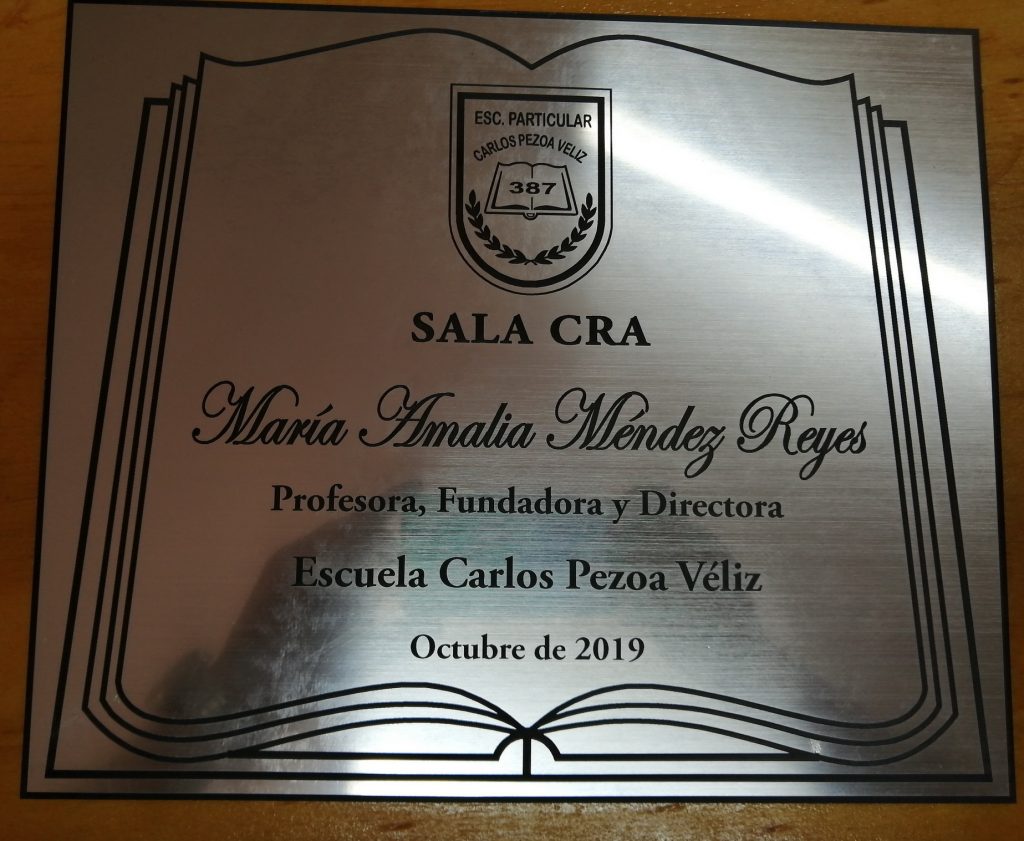 ESC. PARTICULAR
CARLOS PEZOA VELIZ
387
SALA CRA
María Amalia Méndez Reyes
Profesora, Fundadora y Directora
Escuela Carlos Pezoa Véliz
Octubre de 2019